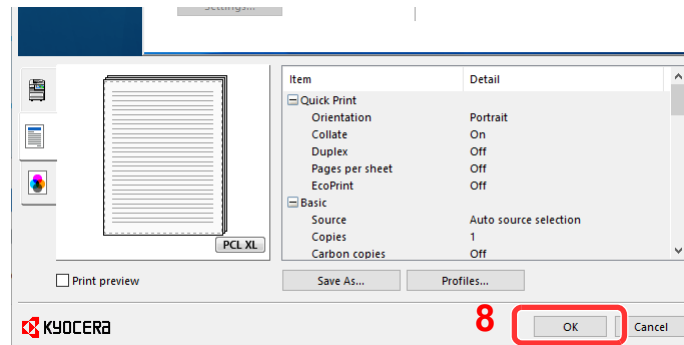 Settings...
Item Detail
Quick Print
Orientation Portrait
Collate On
Duplex Off
Pages per sheet Off
EcoPrint Off
Basic
Source Auto source selection
Copies 1
Carbon copies Off
PCL XL
Print preview Save As... Profiles...
KYOCERA 8 OK Cancel